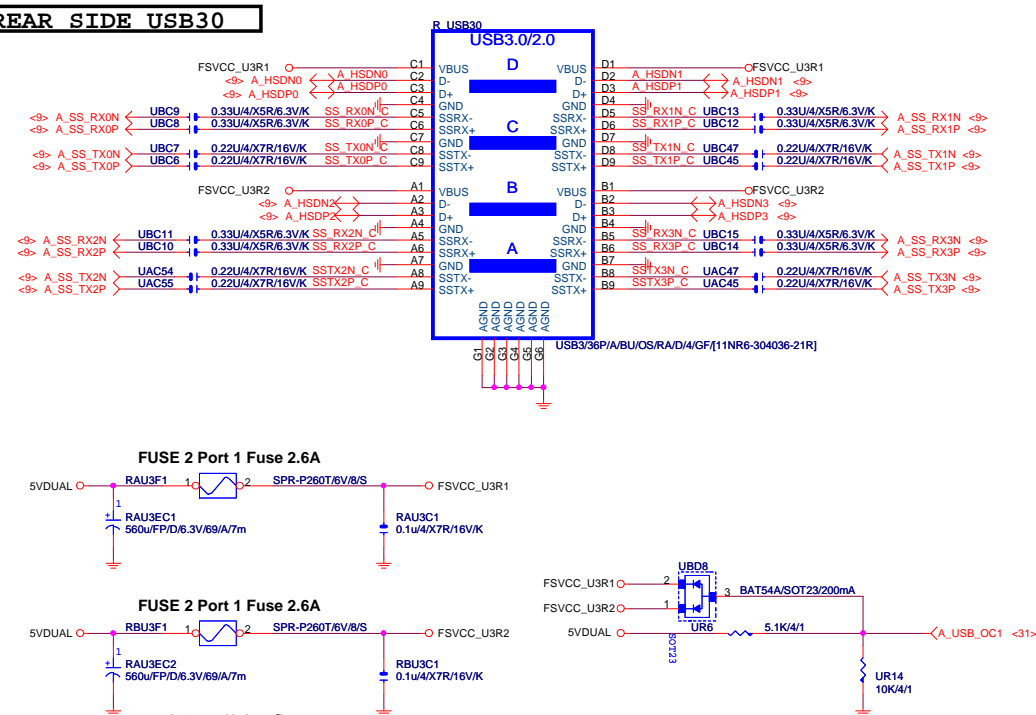 REAR SIDE USB30
R_USB30
USB3.0/2.0
FSVCC_U3R1 C1 VBUS D VBUS D1 FSVCC_U3R1
<9> A_HSDN0 A_HSDN0 C2 D- D- D2 A_HSDN1 A_HSDN1 <9>
<9> A_HSDP0 A_HSDP0 C3 D+ D+ D3 A_HSDP1 A_HSDP1 <9>
C4 GND GND D4
<9> A_SS_RX0N UBC9 0.33U/4/X5R/6.3V/K SS_RX0N_C C5 SSRX- SSRX- D5 SS_RX1N_C UBC13 0.33U/4/X5R/6.3V/K A_SS_RX1N <9>
<9> A_SS_RX0P UBC8 0.33U/4/X5R/6.3V/K SS_RX0P_C C6 SSRX+ C SSRX+ D6 SS_RX1P_C UBC12 0.33U/4/X5R/6.3V/K A_SS_RX1P <9>
C7 GND GND D7
<9> A_SS_TX0N UBC7 0.22U/4/X7R/16V/K SS_TX0N_C C8 SSTX- SSTX- D8 SS_TX1N_C UBC47 0.22U/4/X7R/16V/K A_SS_TX1N <9>
<9> A_SS_TX0P UBC6 0.22U/4/X7R/16V/K SS_TX0P_C C9 SSTX+ SSTX+ D9 SS_TX1P_C UBC45 0.22U/4/X7R/16V/K A_SS_TX1P <9>
FSVCC_U3R2 A1 VBUS B VBUS B1 FSVCC_U3R2
<9> A_HSDN2 A2 D- D- B2 A_HSDN3 <9>
<9> A_HSDP2 A3 D+ D+ B3 A_HSDP3 <9>
A4 GND GND B4
<9> A_SS_RX2N UBC11 0.33U/4/X5R/6.3V/K SS_RX2N_C A5 SSRX- SSRX- B5 SS_RX3N_C UBC15 0.33U/4/X5R/6.3V/K A_SS_RX3N <9>
<9> A_SS_RX2P UBC10 0.33U/4/X5R/6.3V/K SS_RX2P_C A6 SSRX+ A SSRX+ B6 SS_RX3P_C UBC14 0.33U/4/X5R/6.3V/K A_SS_RX3P <9>
A7 GND GND B7
<9> A_SS_TX2N UAC54 0.22U/4/X7R/16V/K SSTX2N_C A8 SSTX- SSTX- B8 SSTX3N_C UAC47 0.22U/4/X7R/16V/K A_SS_TX3N <9>
<9> A_SS_TX2P UAC55 0.22U/4/X7R/16V/K SSTX2P_C A9 SSTX+ SSTX+ B9 SSTX3P_C UAC45 0.22U/4/X7R/16V/K A_SS_TX3P <9>
AGND AGND AGND AGND AGND AGND
G1 G2 G3 G4 G5 G6
USB3/36P/A/BU/OS/RA/D/4/GF/[11NR6-304036-21R]
FUSE 2 Port 1 Fuse 2.6A
5VDUAL RAU3F1 1 2 SPR-P260T/6V/8/S FSVCC_U3R1
1
+ RAU3EC1
560u/FP/D/6.3V/69/A/7m
RAU3C1
0.1u/4/X7R/16V/K
FUSE 2 Port 1 Fuse 2.6A
5VDUAL RBU3F1 1 2 SPR-P260T/6V/8/S FSVCC_U3R2
1
+ RAU3EC2
560u/FP/D/6.3V/69/A/7m
RBU3C1
0.1u/4/X7R/16V/K
UBD8
FSVCC_U3R1 2
3 BAT54A/SOT23/200mA
FSVCC_U3R2 1
SOT23
5VDUAL UR6 5.1K/4/1 A_USB_OC1 <31>
UR14
10K/4/1